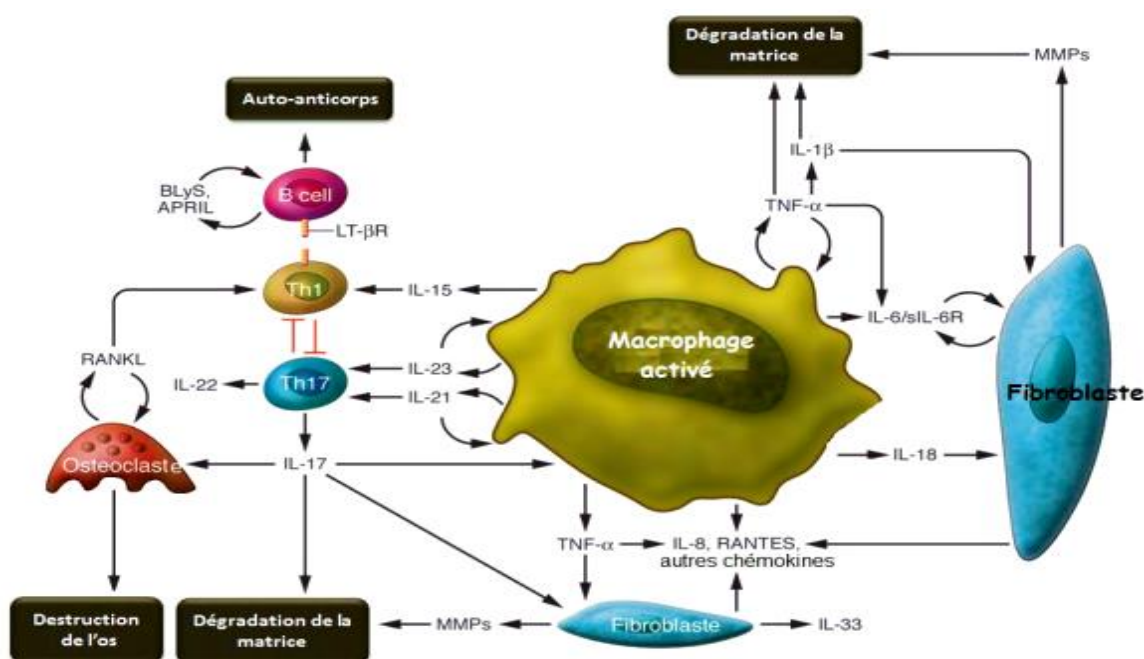 Dégradation de la
matrice
MMPs
Auto-anticorps
IL-1β
BLyS,
APRIL
B cell
TNF-α
LT-βR
Th1
IL-15
IL-6/sIL-6R
RANKL
Macrophage
activé
IL-23
IL-22
Th17
IL-21
Fibroblaste
Osteoclaste
IL-17
IL-18
TNF-α
IL-8, RANTES,
autres chémokines
Destruction
de l'os
Dégradation de la
matrice
MMPs
Fibroblaste
IL-33